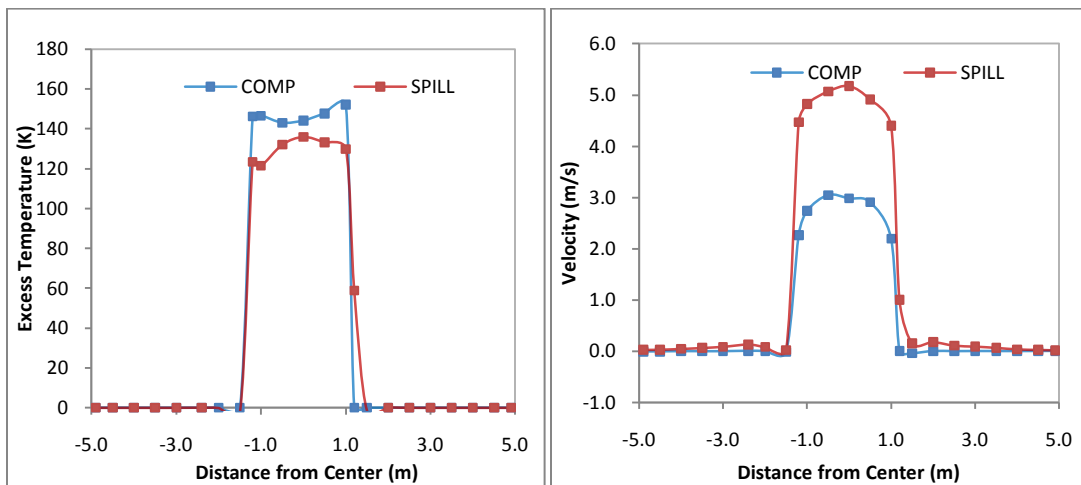 180
160
140
120
100
80
60
40
20
0
Excess Temperature (K)
COMP SPILL
-5.0 -3.0 -1.0 1.0 3.0 5.0
Distance from Center (m)
6.0
5.0
4.0
3.0
2.0
1.0
0.0
-1.0
Velocity (m/s)
COMP SPILL
-5.0 -3.0 -1.0 1.0 3.0 5.0
Distance from Center (m)